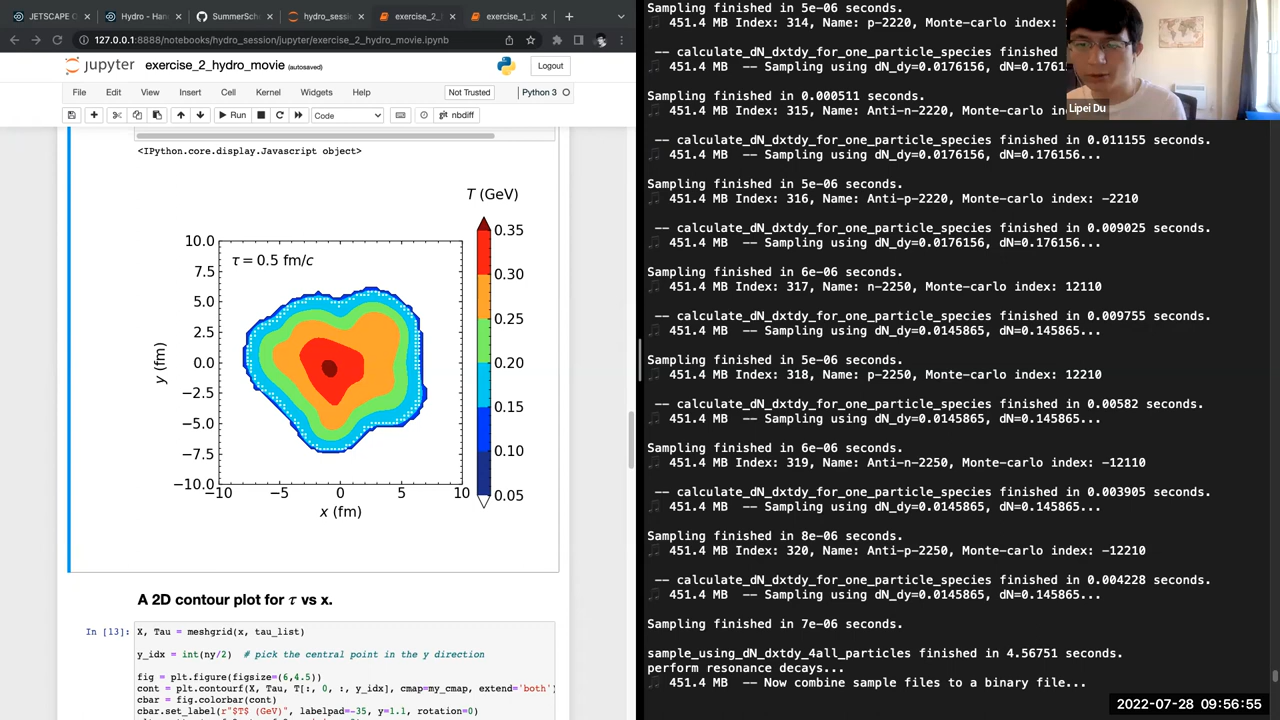 JETSCAPE O
Hydro - Han
SummerSch
hydro_sessi
exercise_2_
exercise_1_p
127.0.0.1:8888/notebooks/hydro_session/jupyter/exercise_2_hydro_movie.ipynb
jupyter exercise_2_hydro_movie (autosaved)
Logout
File Edit View Insert Cell Kernel Widgets Help
Not Trusted
Python 3
Run
Code
nbdiff
<IPython.core.display.Javascript object>
T (GeV)
τ = 0.5 fm/c
10.0
7.5
5.0
2.5
0.0
−2.5
−5.0
−7.5
−10.0
y (fm)
−10 −5 0 5 10
x (fm)
0.35
0.30
0.25
0.20
0.15
0.10
0.05
A 2D contour plot for τ vs x.
In [13]:
X, Tau = meshgrid(x, tau_list)
y_idx = int(ny/2)  # pick the central point in the y direction
fig = plt.figure(figsize=(6,4.5))
cont = plt.contourf(X, Tau, T[:, 0, :, y_idx], cmap=my_cmap, extend='both'
cbar = fig.colorbar(cont)
cbar.set_label(r"$T$ (GeV)", labelpad=-35, y=1.1, rotation=0)
Sampling finished in 5e-06 seconds.
451.4 MB Index: 314, Name: p-2220, Monte-carlo index:
-- calculate_dN_dxtdy_for_one_particle_species finished
451.4 MB  -- Sampling using dN_dy=0.0176156, dN=0.1761
Sampling finished in 0.000511 seconds.
451.4 MB Index: 315, Name: Anti-n-2220, Monte-carlo index
-- calculate_dN_dxtdy_for_one_particle_species finished in 0.011155 seconds.
451.4 MB  -- Sampling using dN_dy=0.0176156, dN=0.176156...
Sampling finished in 5e-06 seconds.
451.4 MB Index: 316, Name: Anti-p-2220, Monte-carlo index: -2210
-- calculate_dN_dxtdy_for_one_particle_species finished in 0.009025 seconds.
451.4 MB  -- Sampling using dN_dy=0.0176156, dN=0.176156...
Sampling finished in 6e-06 seconds.
451.4 MB Index: 317, Name: n-2250, Monte-carlo index: 12110
-- calculate_dN_dxtdy_for_one_particle_species finished in 0.009755 seconds.
451.4 MB  -- Sampling using dN_dy=0.0145865, dN=0.145865...
Sampling finished in 5e-06 seconds.
451.4 MB Index: 318, Name: p-2250, Monte-carlo index: 12210
-- calculate_dN_dxtdy_for_one_particle_species finished in 0.00582 seconds.
451.4 MB  -- Sampling using dN_dy=0.0145865, dN=0.145865...
Sampling finished in 6e-06 seconds.
451.4 MB Index: 319, Name: Anti-n-2250, Monte-carlo index: -12110
-- calculate_dN_dxtdy_for_one_particle_species finished in 0.003905 seconds.
451.4 MB  -- Sampling using dN_dy=0.0145865, dN=0.145865...
Sampling finished in 8e-06 seconds.
451.4 MB Index: 320, Name: Anti-p-2250, Monte-carlo index: -12210
-- calculate_dN_dxtdy_for_one_particle_species finished in 0.004228 seconds.
451.4 MB  -- Sampling using dN_dy=0.0145865, dN=0.145865...
Sampling finished in 7e-06 seconds.
sample_using_dN_dxtdy_4all_particles finished in 4.56751 seconds.
perform resonance decays...
451.4 MB  -- Now combine sample files to a binary file...
Lipei Du
2022-07-28 09:56:55